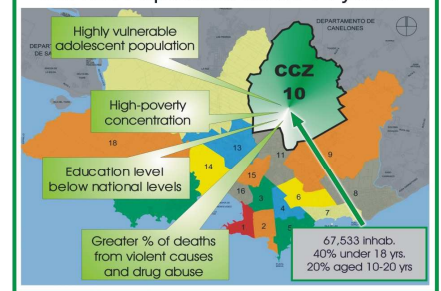 DEPARTAMENTO DE
CANELONES
Highly vulnerable
adolescent population
CCZ
10
High-poverty
concentration
18
13
11
9
14
15
16
8
Education level
below national levels
3
6
4
7
1
2
5
Greater % of deaths
from violent causes
and drug abuse
67,533 inhab.
40% under 18 yrs.
20% aged 10-20 yrs